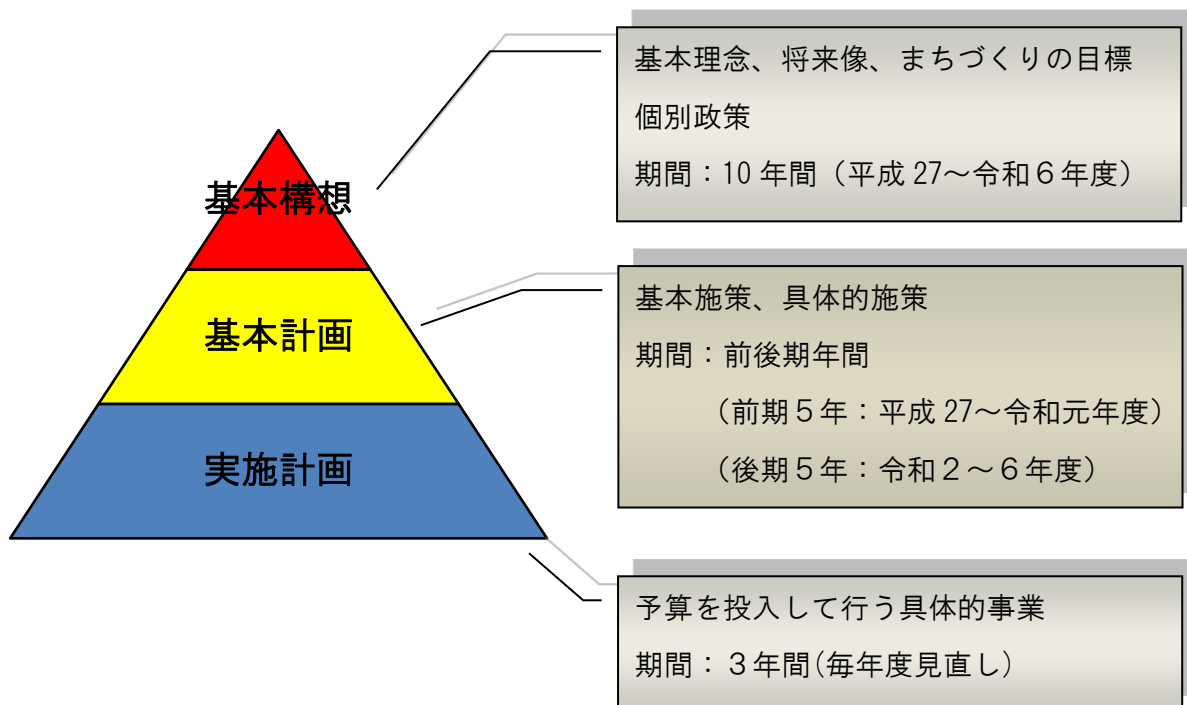 基本構想
基本理念、将来像、まちづくりの目標
個別政策
期間：10年間（平成27～令和６年度）
基本計画
基本施策、具体的施策
期間：前後期年間
（前期５年：平成27～令和元年度）
（後期５年：令和２～６年度）
実施計画
予算を投入して行う具体的事業
期間：３年間(毎年度見直し)